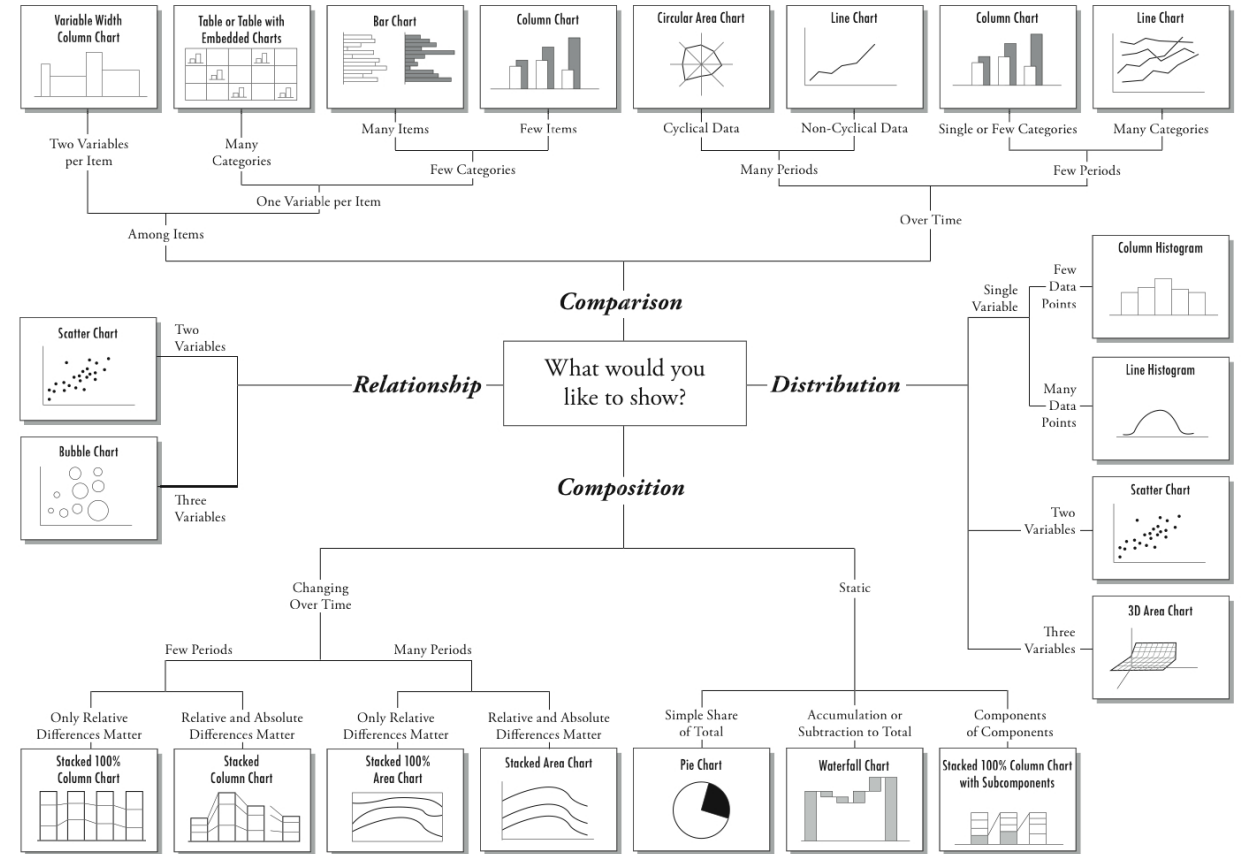 Variable Width
Column Chart
Table or Table with
Embedded Charts
Bar Chart
Column Chart
Circular Area Chart
Line Chart
Column Chart
Line Chart
Two Variables
per Item
Many
Categories
Many Items
Few Items
Cyclical Data
Non-Cyclical Data
Single or Few Categories
Many Categories
Few Categories
Many Periods
Few Periods
One Variable per Item
Over Time
Among Items
Comparison
What would you
like to show?
Relationship
Two
Variables
Scatter Chart
Three
Variables
Bubble Chart
Distribution
Single
Variable
Few
Data
Points
Column Histogram
Many
Data
Points
Line Histogram
Two
Variables
Scatter Chart
Three
Variables
3D Area Chart
Composition
Changing
Over Time
Static
Few Periods
Many Periods
Only Relative
Differences Matter
Relative and Absolute
Differences Matter
Only Relative
Differences Matter
Relative and Absolute
Differences Matter
Simple Share
of Total
Accumulation or
Subtraction to Total
Components
of Components
Stacked 100%
Column Chart
Stacked
Column Chart
Stacked 100%
Area Chart
Stacked Area Chart
Pie Chart
Waterfall Chart
Stacked 100% Column Chart
with Subcomponents